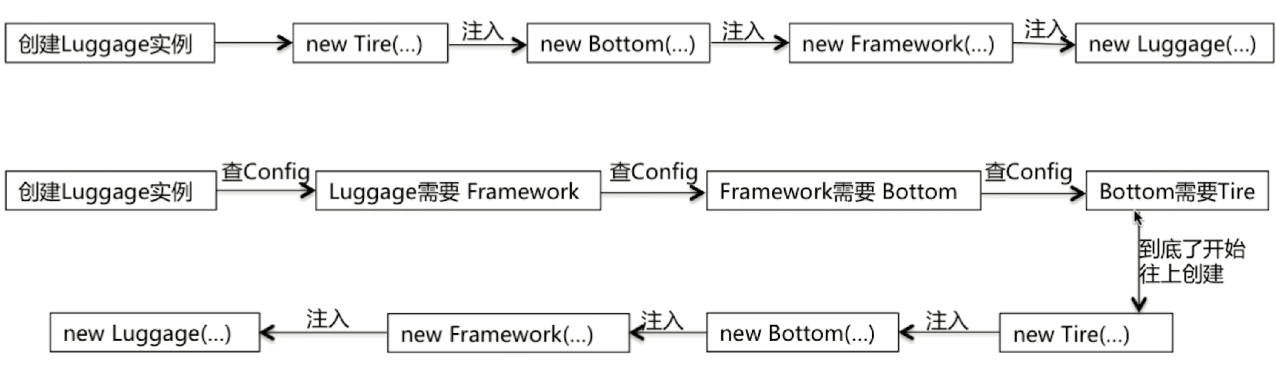 创建Luggage实例
new Tire(...)
注入
new Bottom(...)
注入
new Framework(...)
注入
new Luggage(...)
创建Luggage实例
查Config
Luggage需要 Framework
查Config
Framework需要 Bottom
查Config
Bottom需要Tire
到底了开始
往上创建
new Luggage(...)
注入
new Framework(...)
注入
new Bottom(...)
注入
new Tire(...)